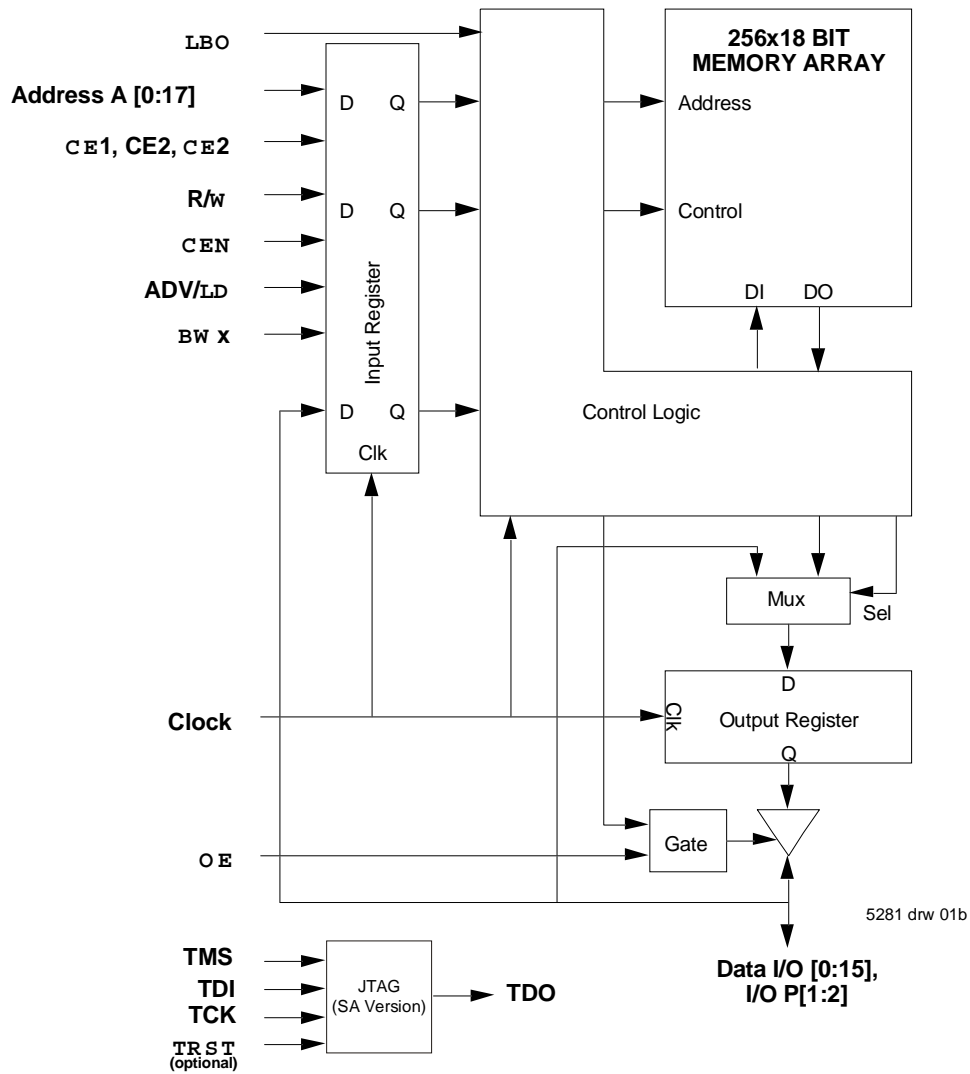 LBO
Address A [0:17]
CE1, CE2, CE2
R/W
CEN
ADV/LD
BW x
D Q
D Q
Input Register
D Q
Clk
256x18 BIT
MEMORY ARRAY
Address
Control
DI DO
Control Logic
Mux
Sel
Clock
D
Clk
Output Register
Q
OE
Gate
5281 drw 01b
Data I/O [0:15],
I/O P[1:2]
TMS
TDI
TCK
TRST
(optional)
JTAG
(SA Version)
TDO